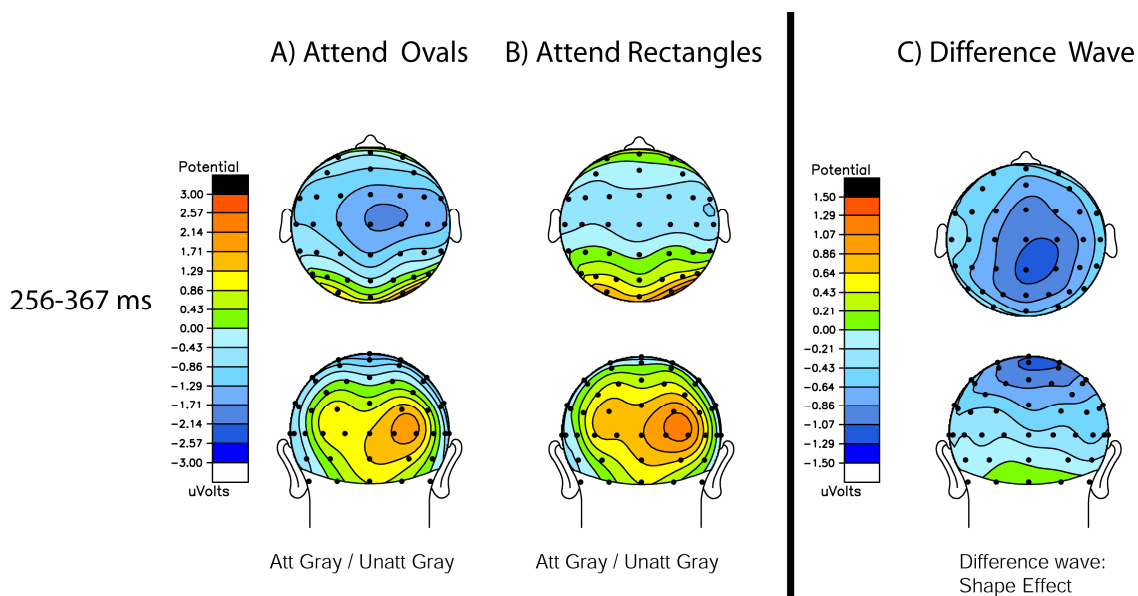 A) Attend Ovals
B) Attend Rectangles
C) Difference Wave
256-367 ms
Potential
3.00
2.57
2.14
1.71
1.29
0.86
0.43
0.00
−0.43
−0.86
−1.29
−1.71
−2.14
−2.57
−3.00
uVolts
Potential
1.50
1.29
1.07
0.86
0.64
0.43
0.21
0.00
−0.21
−0.43
−0.64
−0.86
−1.07
−1.29
−1.50
uVolts
Att Gray / Unatt Gray
Att Gray / Unatt Gray
Difference wave:
Shape Effect